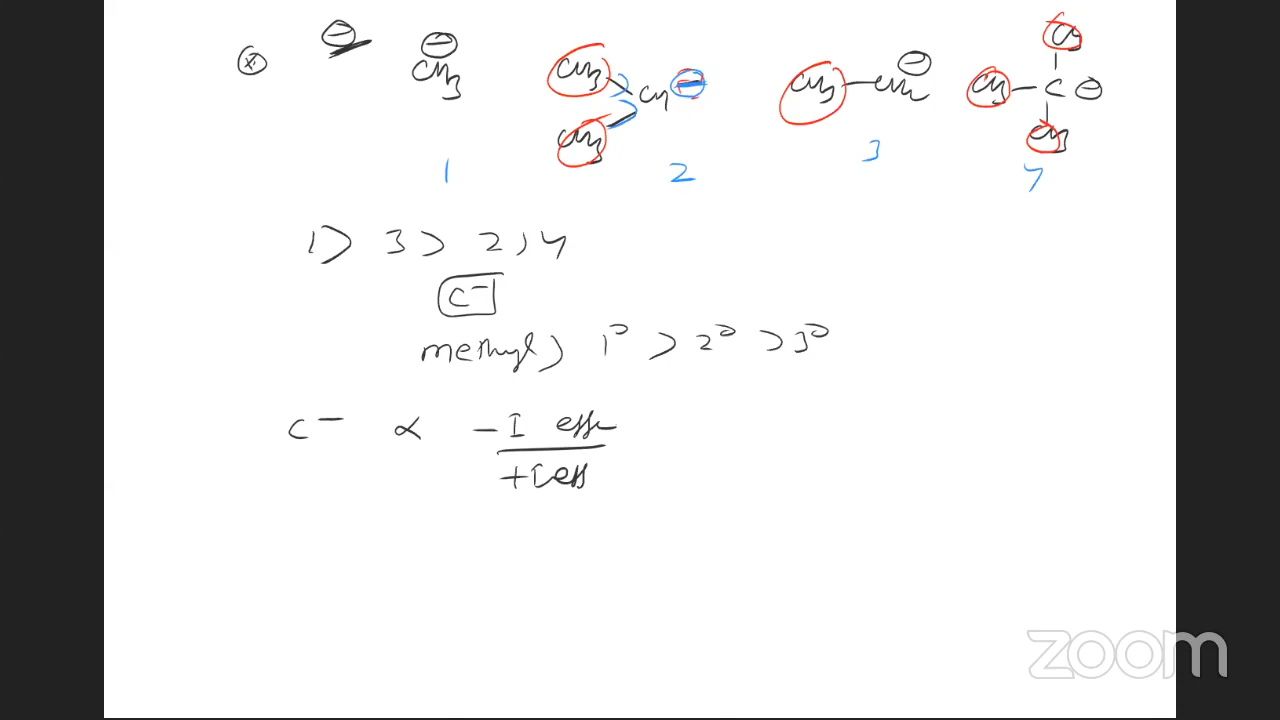 (*) ⊖ ⊖
CH3 CH3 CH ⊖ CH3 — CH2 ⊖ CH3
CH3 — C ⊖
CH3 CH3
1 2 3 4
1 > 3 > 2 > 4
C⁻
methyl > 1° > 2° > 3°
C⁻ ∝ -I eff
+I eff
zoom